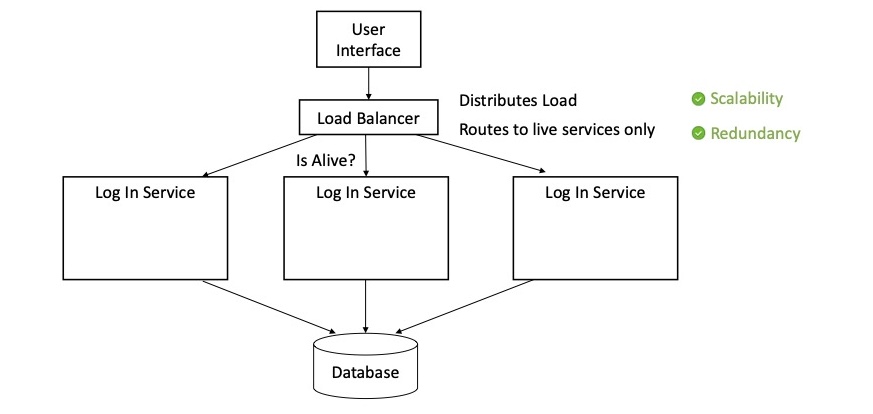 User
Interface
Load Balancer
Distributes Load
Routes to live services only
Scalability
Redundancy
Is Alive?
Log In Service
Log In Service
Log In Service
Database